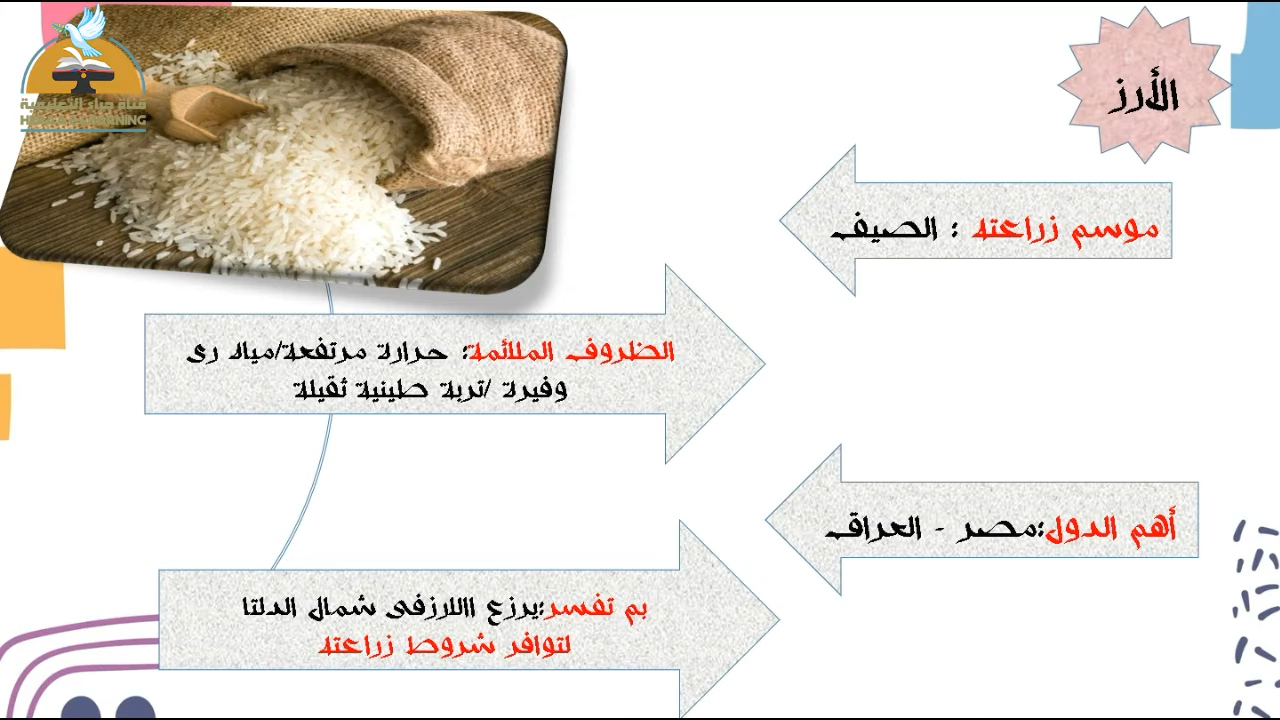 الأرز
موسم زراعته : الصيف
الظروف الملائمة: حرارة مرتفعة/مياه رى
وفيرة /تربة طينية ثقيلة
أهم الدول:مصر - العراق
بم تفسر:يرزع االلرزفى شمال الدلتا
لتوافر شروط زراعته